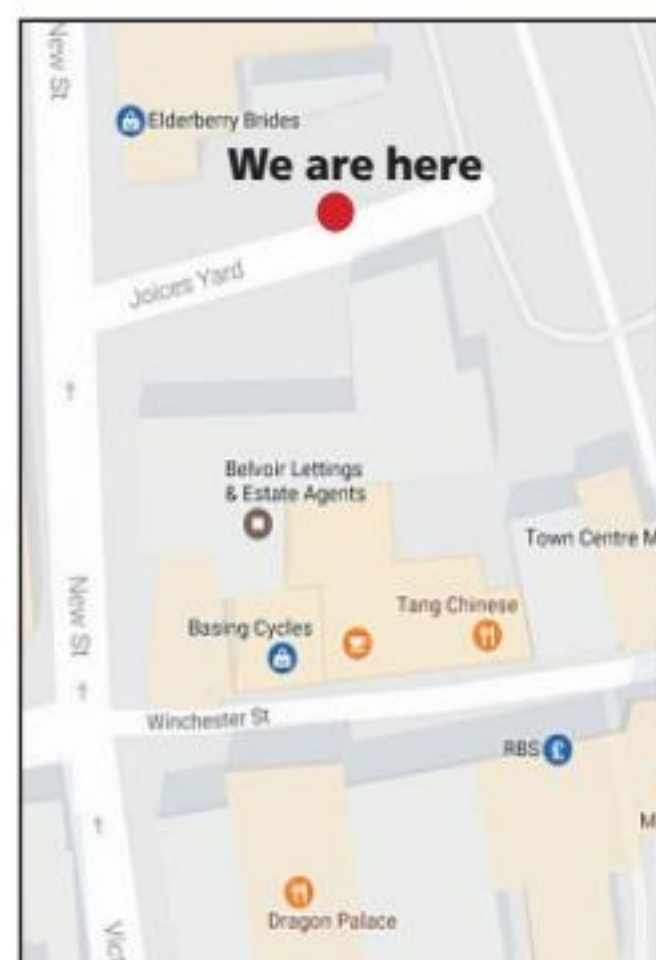 New St
Elderberry Brides
We are here
Joices Yard
Belvoir Lettings
& Estate Agents
Town Centre M
Tang Chinese
Basing Cycles
New St
Winchester St
RBS
M
Dragon Palace
Vict